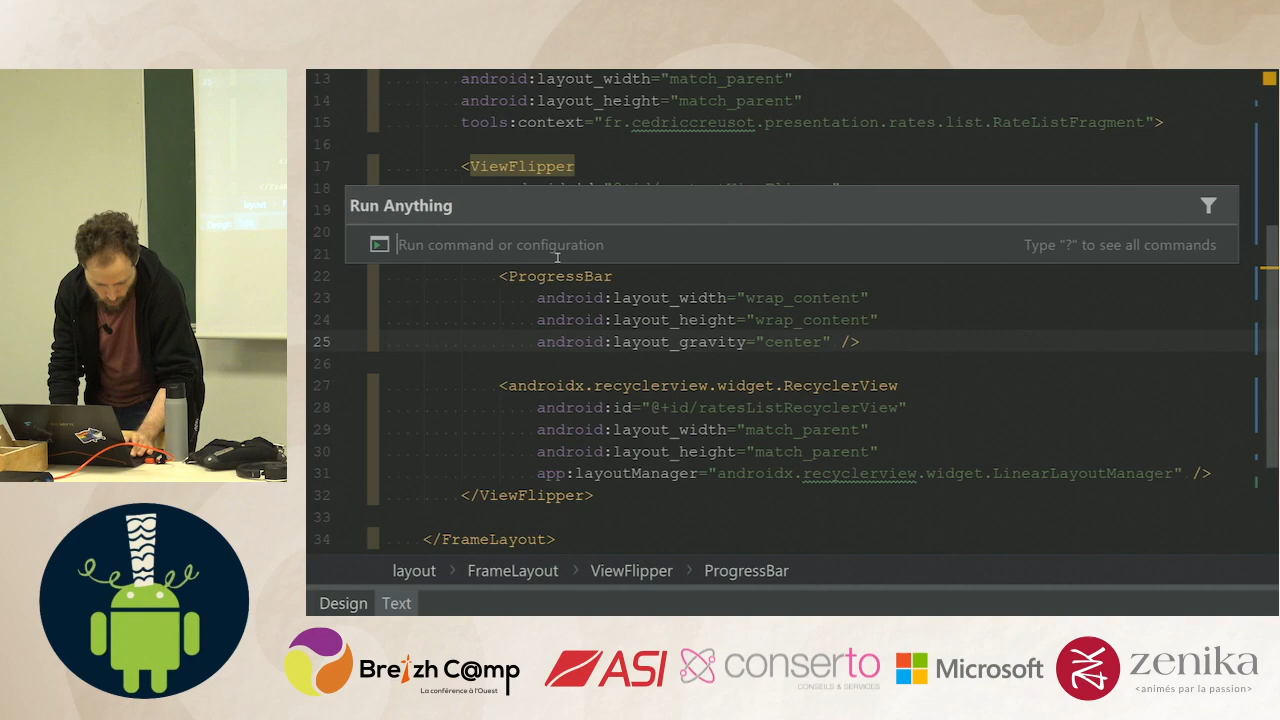 13 android:layout_width="match_parent"
14 android:layout_height="match_parent"
15 tools:context="fr.cedriccreusot.presentation.rates.list.RateListFragment">
16
17 <ViewFlipper
18
19 Run Anything
20
21 Run command or configuration Type "?" to see all commands
22 <ProgressBar
23 android:layout_width="wrap_content"
24 android:layout_height="wrap_content"
25 android:layout_gravity="center" />
26
27 <androidx.recyclerview.widget.RecyclerView
28 android:id="@+id/ratesListRecyclerView"
29 android:layout_width="match_parent"
30 android:layout_height="match_parent"
31 app:layoutManager="androidx.recyclerview.widget.LinearLayoutManager" />
32 </ViewFlipper>
33
34 </FrameLayout>
layout > FrameLayout > ViewFlipper > ProgressBar
Design Text
Breizh C@mp
La conférence à l'Ouest
ASI
conserto
CONSEILS & SERVICES
Microsoft
zenika
<animés par la passion>